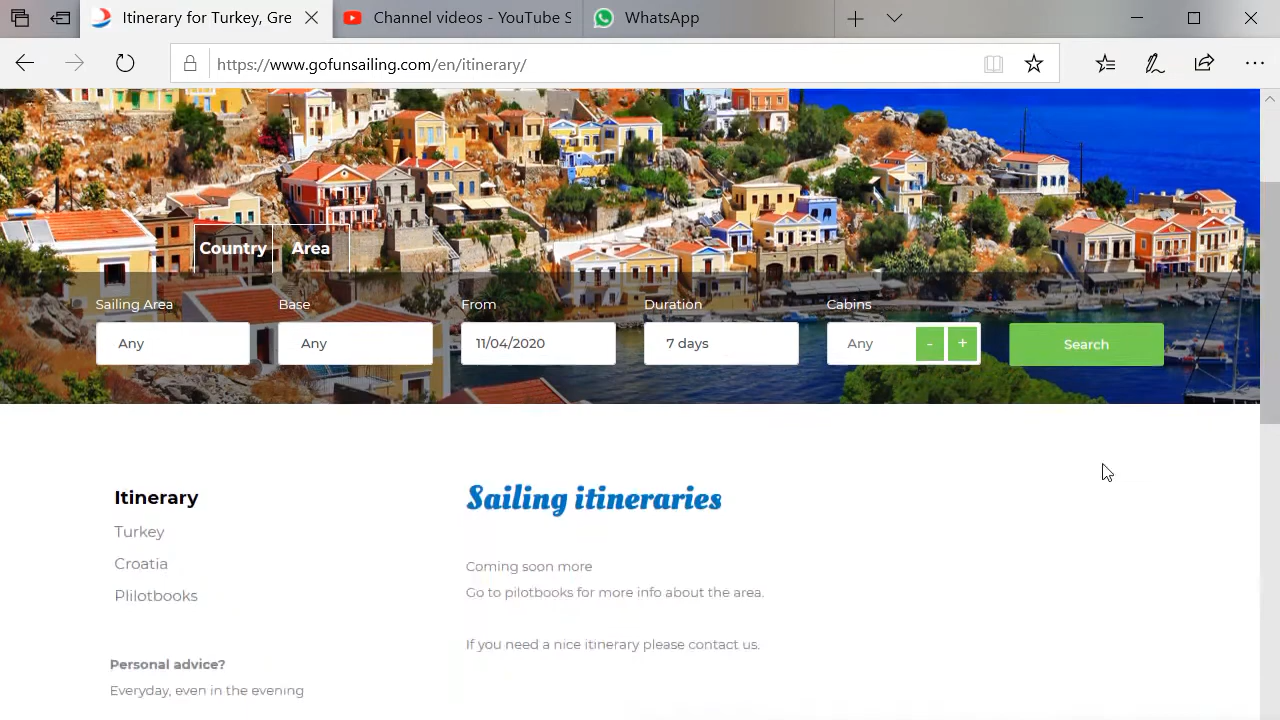 Itinerary for Turkey, Gre
Channel videos - YouTube S
WhatsApp
https://www.gofunsailing.com/en/itinerary/
Country
Area
Sailing Area
Base
From
Duration
Cabins
Any
Any
11/04/2020
7 days
Any
-
+
Search
Itinerary
Turkey
Croatia
Plilotbooks
Sailing itineraries
Coming soon more
Go to pilotbooks for more info about the area.
If you need a nice itinerary please contact us.
Personal advice?
Everyday, even in the evening